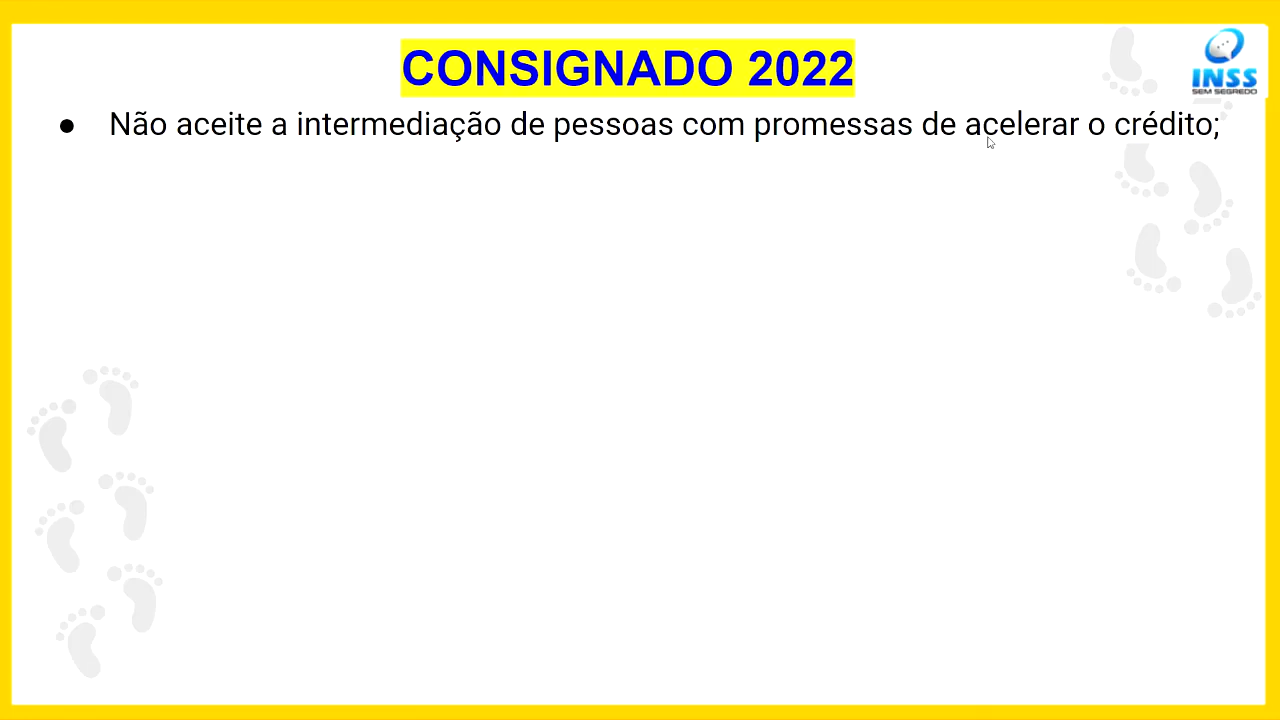 CONSIGNADO 2022
INSS
SEM SEGREDO
● Não aceite a intermediação de pessoas com promessas de acelerar o crédito;